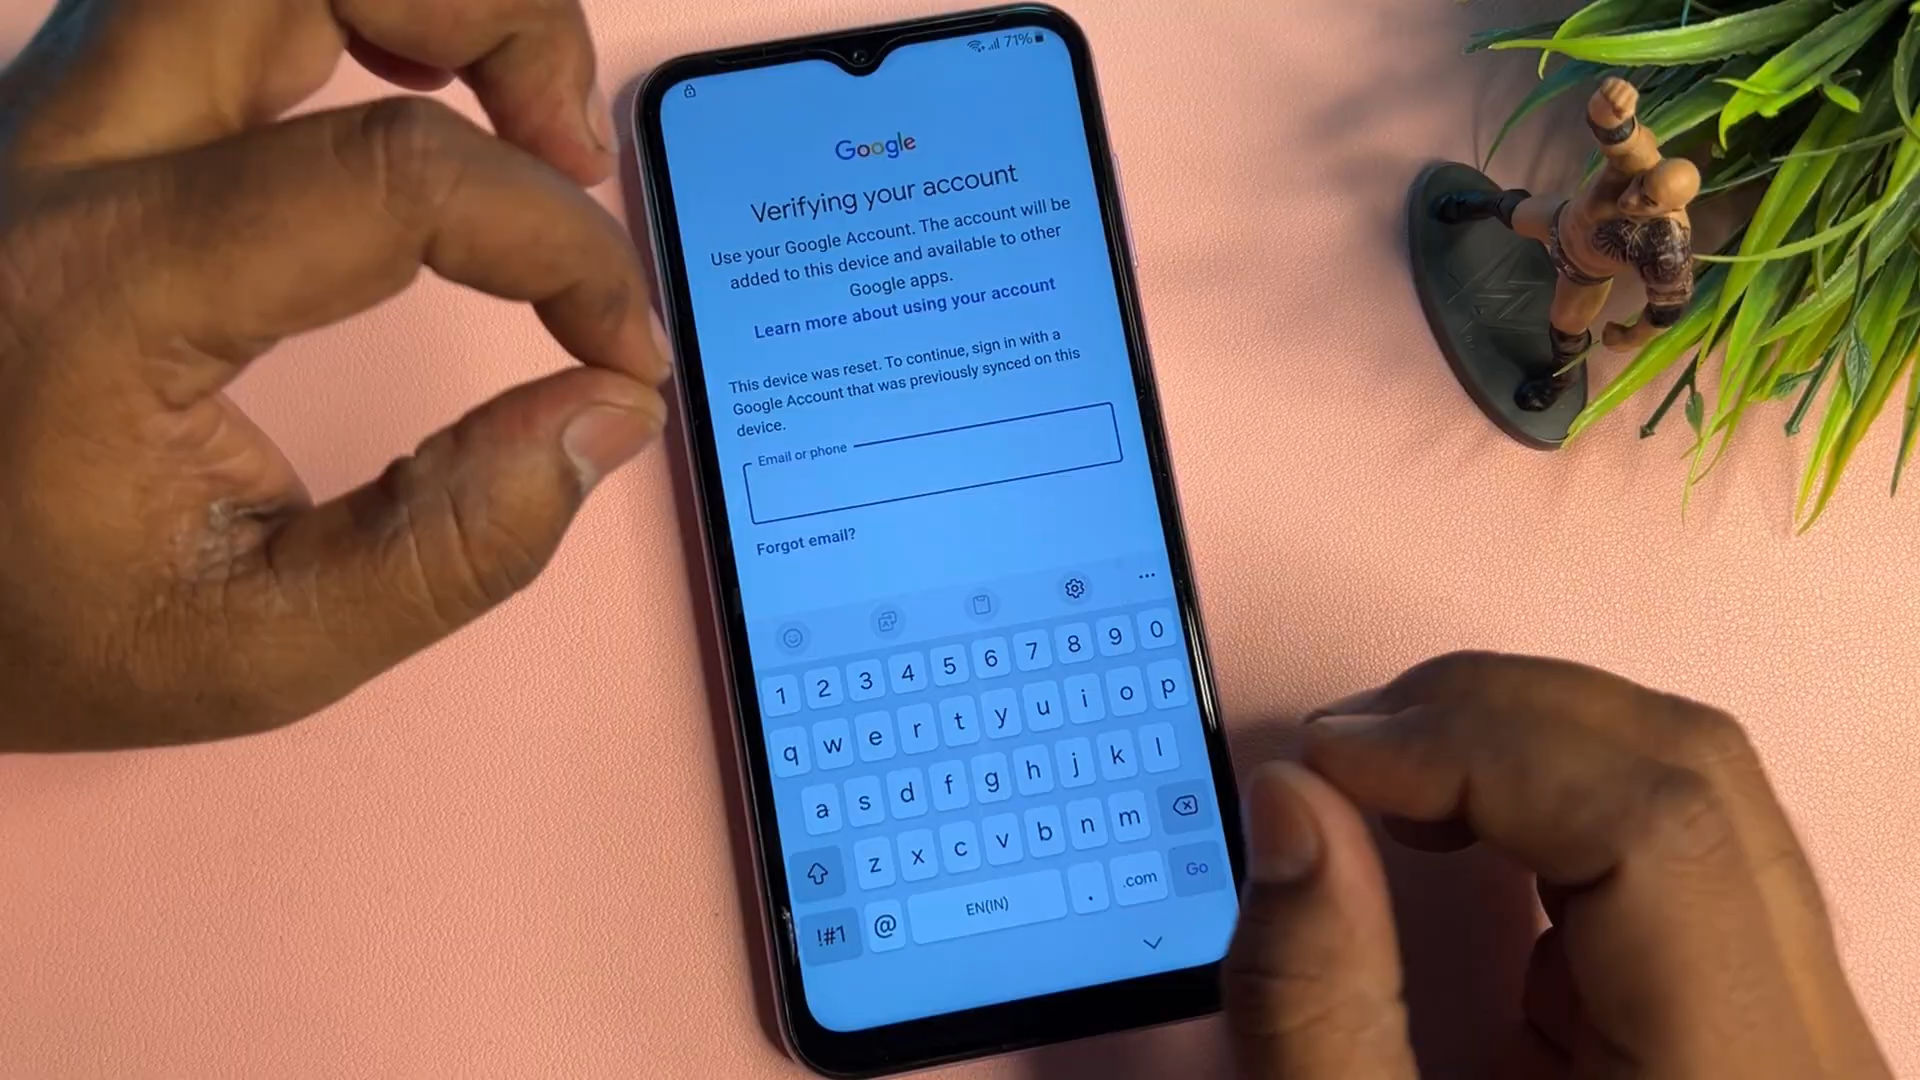 71%
Google
Verifying your account
Use your Google Account. The account will be
added to this device and available to other
Google apps.
Learn more about using your account
This device was reset. To continue, sign in with a
Google Account that was previously synced on this
device.
Email or phone
Forgot email?
1 2 3 4 5 6 7 8 9 0
q w e r t y u i o p
a s d f g h j k l
z x c v b n m
!#1 @ EN(IN) . .com Go